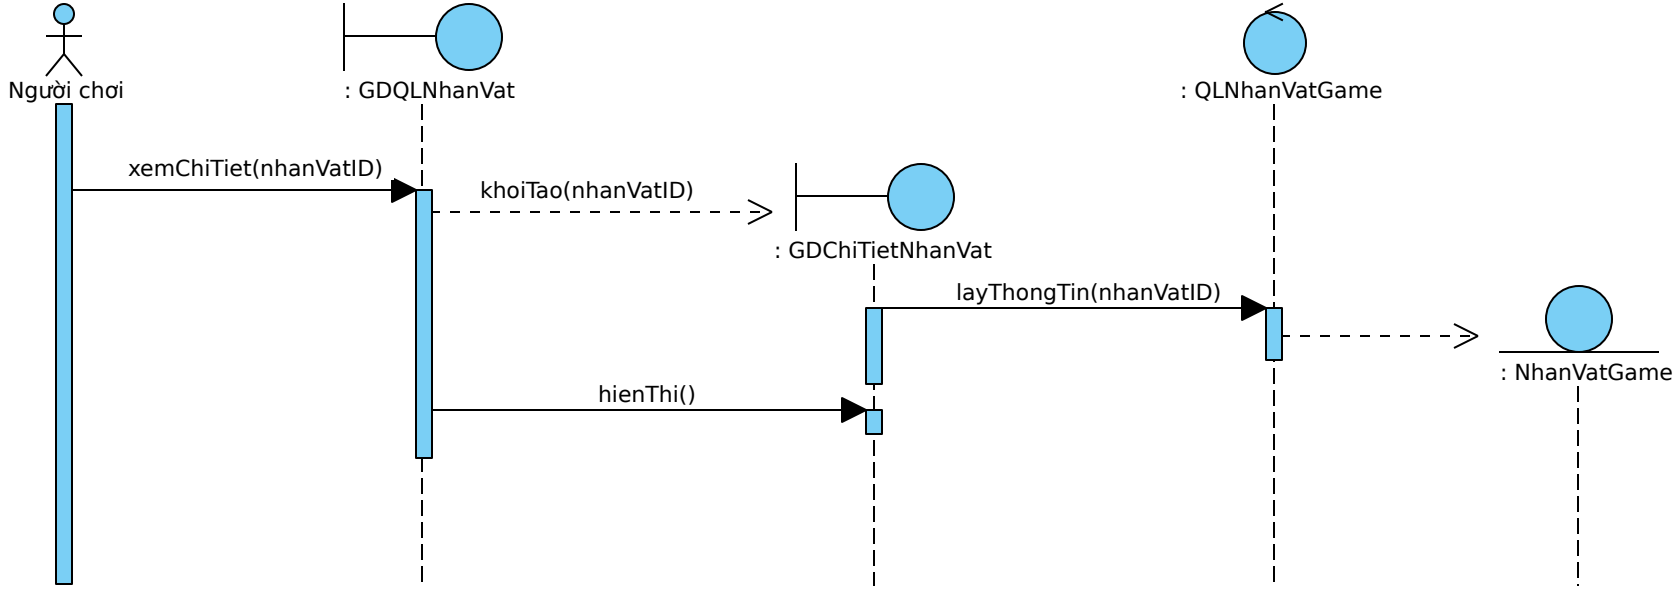 Người chơi
: GDQLNhanVat
: QLNhanVatGame
xemChiTiet(nhanVatID)
khoiTao(nhanVatID)
: GDChiTietNhanVat
layThongTin(nhanVatID)
: NhanVatGame
hienThi()